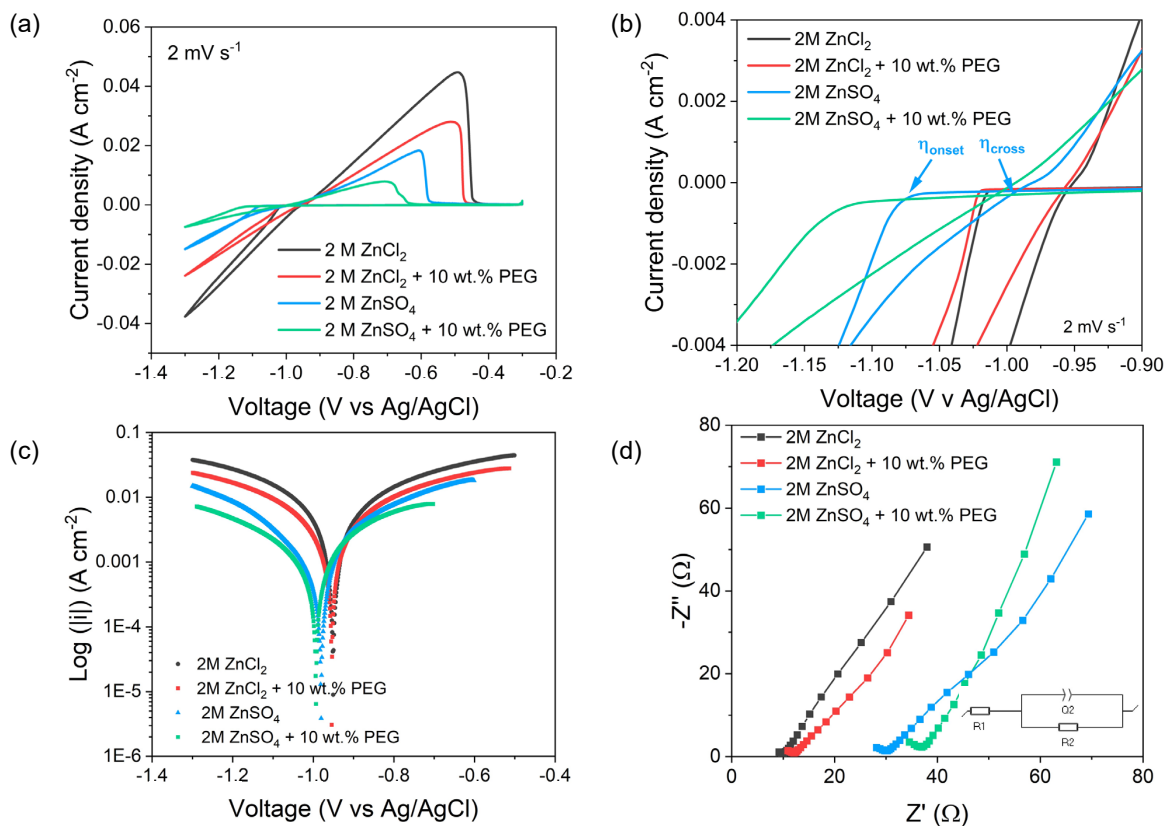 (a)
0.06
0.04
0.02
0.00
-0.02
-0.04
Current density (A cm⁻²)
2 mV s⁻¹
2 M ZnCl₂
2 M ZnCl₂ + 10 wt.% PEG
2 M ZnSO₄
2 M ZnSO₄ + 10 wt.% PEG
-1.4 -1.2 -1.0 -0.8 -0.6 -0.4 -0.2
Voltage (V vs Ag/AgCl)
(b)
0.004
0.002
0.000
-0.002
-0.004
Current density (A cm⁻²)
2M ZnCl₂
2M ZnCl₂ + 10 wt.% PEG
2M ZnSO₄
2M ZnSO₄ + 10 wt.% PEG
ηonset ηcross
2 mV s⁻¹
-1.20 -1.15 -1.10 -1.05 -1.00 -0.95 -0.90
Voltage (V v Ag/AgCl)
(c)
0.1
0.01
0.001
1E-4
1E-5
1E-6
Log (|i|) (A cm⁻²)
2M ZnCl₂
2M ZnCl₂ + 10 wt.% PEG
2M ZnSO₄
2M ZnSO₄ + 10 wt.% PEG
-1.4 -1.2 -1.0 -0.8 -0.6 -0.4
Voltage (V vs Ag/AgCl)
(d)
80
60
40
20
0
-Z" (Ω)
2M ZnCl₂
2M ZnCl₂ + 10 wt.% PEG
2M ZnSO₄
2M ZnSO₄ + 10 wt.% PEG
R1
Q2
R2
0 20 40 60 80
Z' (Ω)